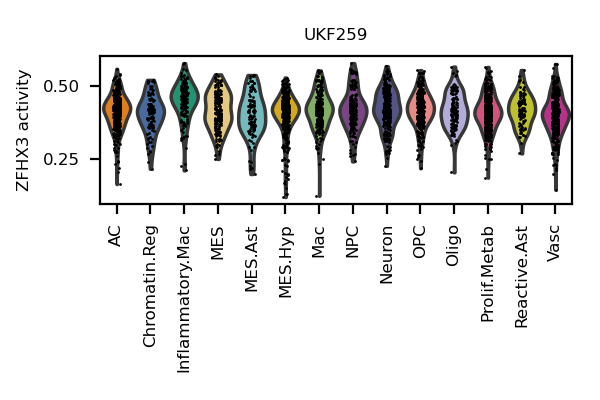 UKF259
ZFHX3 activity
0.50
0.25
AC
Chromatin.Reg
Inflammatory.Mac
MES
MES.Ast
MES.Hyp
Mac
NPC
Neuron
OPC
Oligo
Prolif.Metab
Reactive.Ast
Vasc